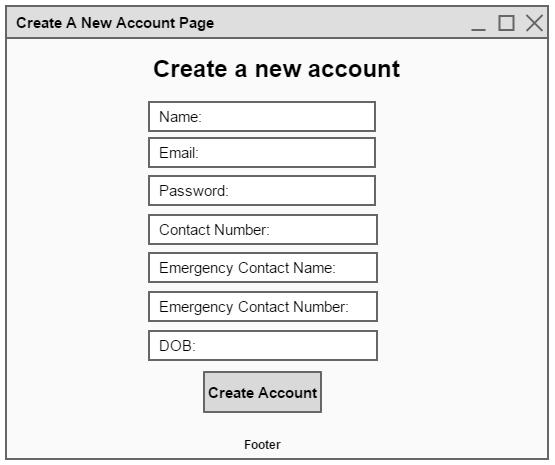 Create A New Account Page
Create a new account
Name:
Email:
Password:
Contact Number:
Emergency Contact Name:
Emergency Contact Number:
DOB:
Create Account
Footer